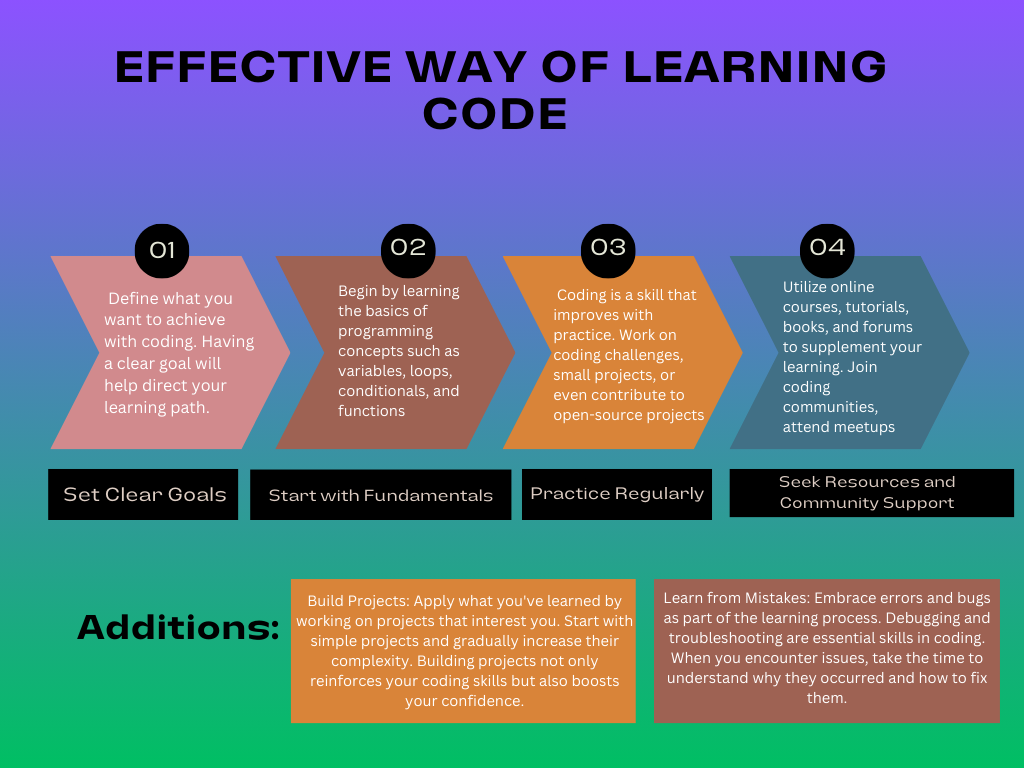 EFFECTIVE WAY OF LEARNING
CODE
01
Define what you
want to achieve
with coding. Having
a clear goal will
help direct your
learning path.
Set Clear Goals
02
Begin by learning
the basics of
programming
concepts such as
variables, loops,
conditionals, and
functions
Start with Fundamentals
03
Coding is a skill that
improves with
practice. Work on
coding challenges,
small projects, or
even contribute to
open-source projects
Practice Regularly
04
Utilize online
courses, tutorials,
books, and forums
to supplement your
learning. Join
coding
communities,
attend meetups
Seek Resources and
Community Support
Additions:
Build Projects: Apply what you've learned by
working on projects that interest you. Start with
simple projects and gradually increase their
complexity. Building projects not only
reinforces your coding skills but also boosts
your confidence.
Learn from Mistakes: Embrace errors and bugs
as part of the learning process. Debugging and
troubleshooting are essential skills in coding.
When you encounter issues, take the time to
understand why they occurred and how to fix
them.